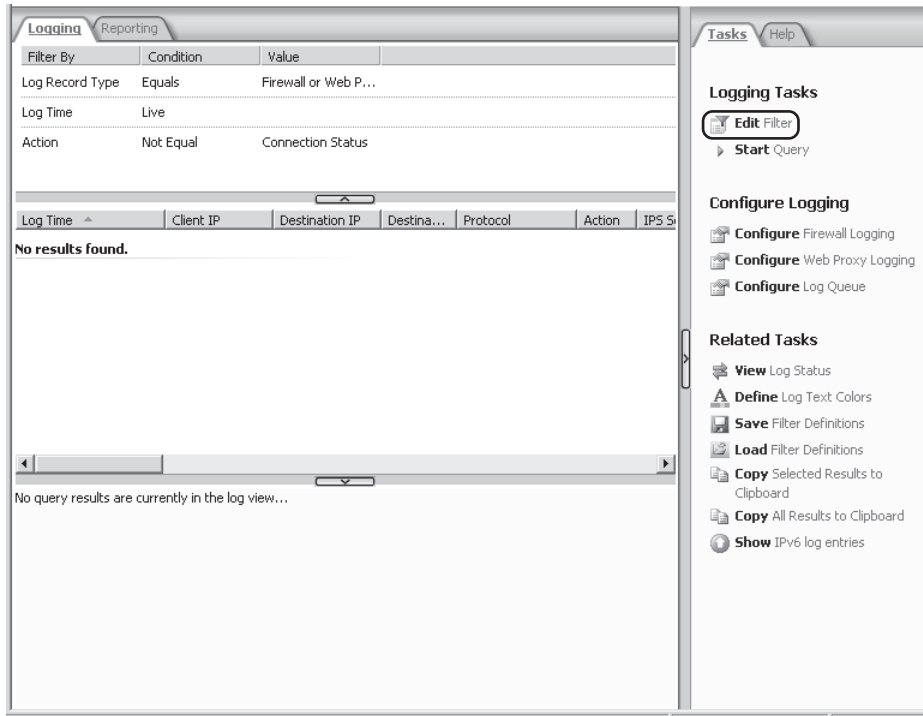 Logging Reporting
Filter By Condition Value
Log Record Type Equals Firewall or Web P...
Log Time Live
Action Not Equal Connection Status
Log Time Client IP Destination IP Destina... Protocol Action IPS S
No results found.
No query results are currently in the log view...
Tasks Help
Logging Tasks
Edit Filter
Start Query
Configure Logging
Configure Firewall Logging
Configure Web Proxy Logging
Configure Log Queue
Related Tasks
View Log Status
Define Log Text Colors
Save Filter Definitions
Load Filter Definitions
Copy Selected Results to
Clipboard
Copy All Results to Clipboard
Show IPv6 log entries